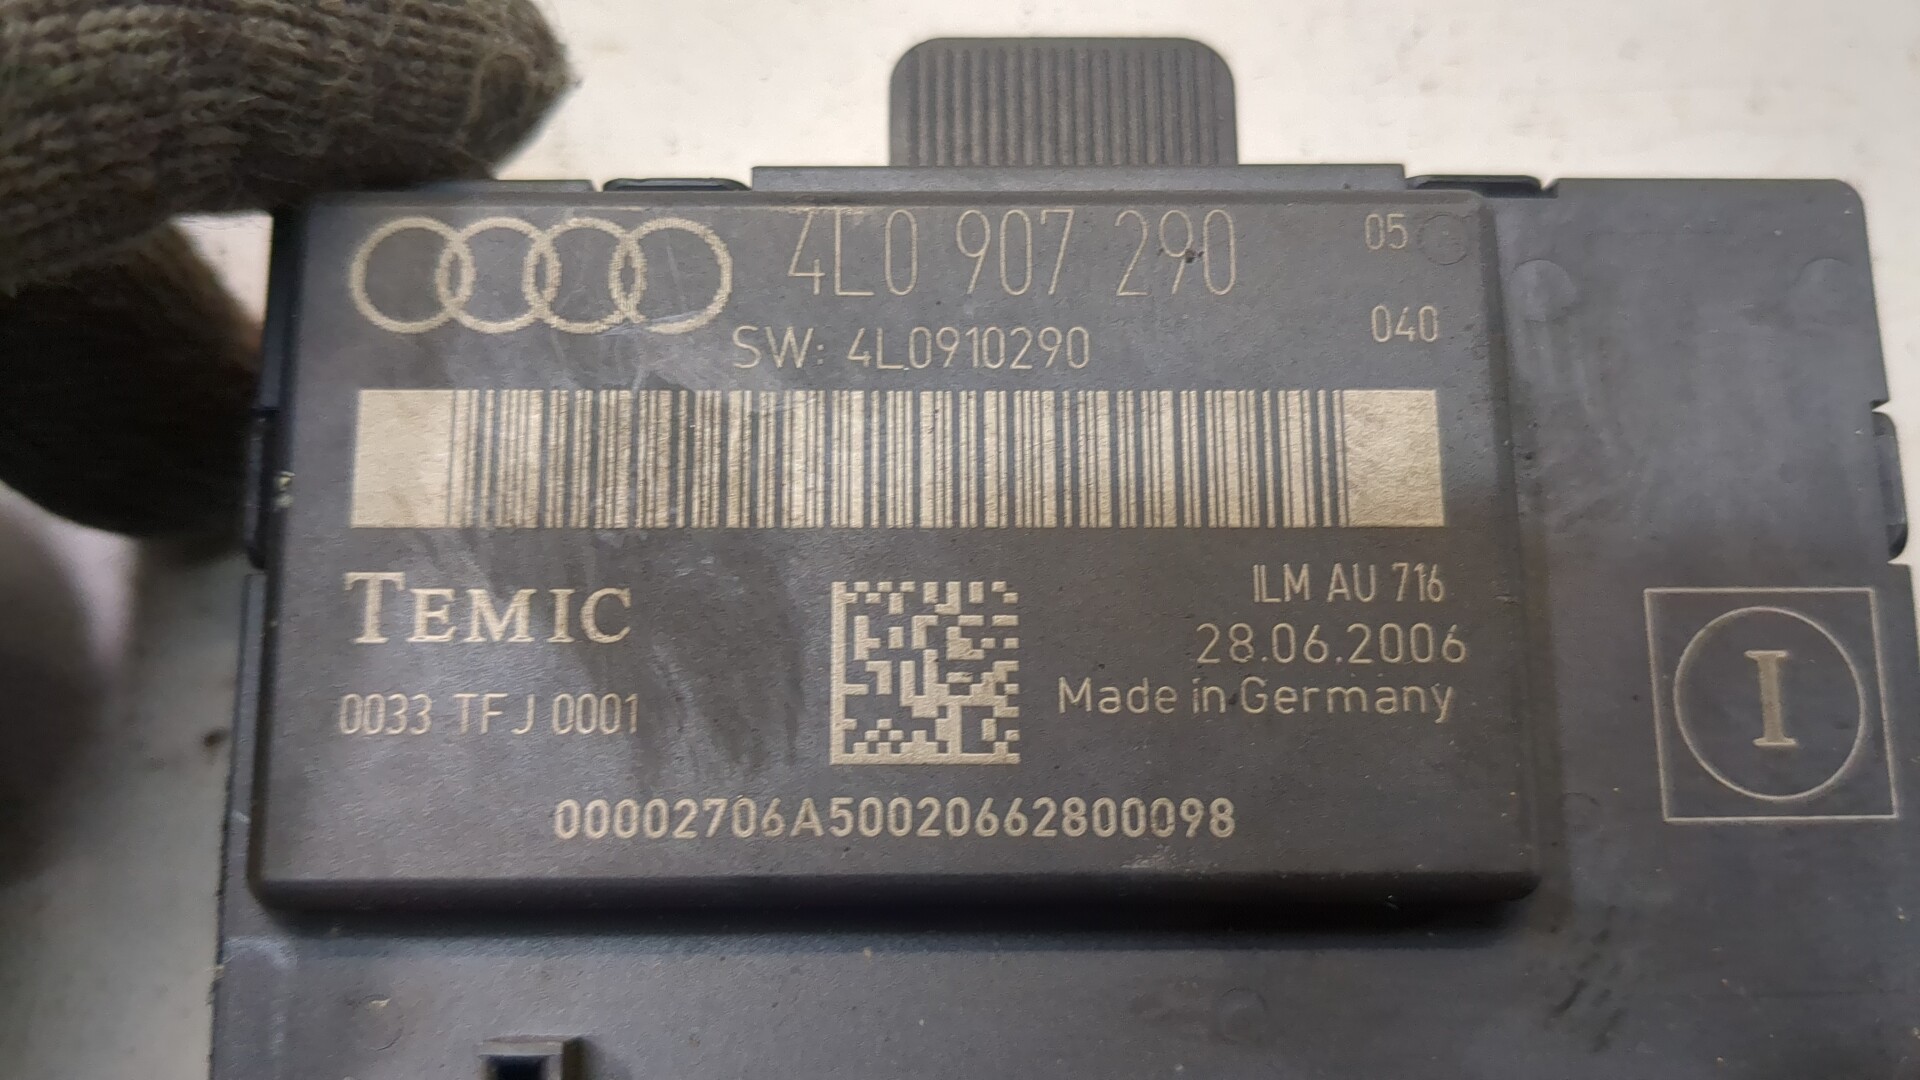 4L0 907 290 05
SW: 4L0910290 040
TEMIC
ILM AU 716
28.06.2006
Made in Germany
0033 TFJ 0001
I
00002706A50020662800098